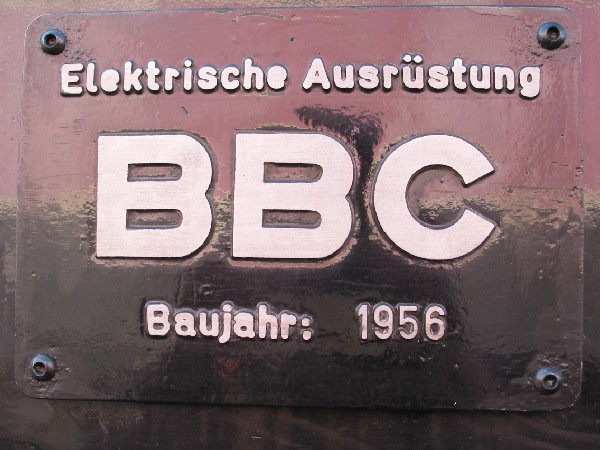 Elektrische Ausrüstung
BBC
Baujahr: 1956